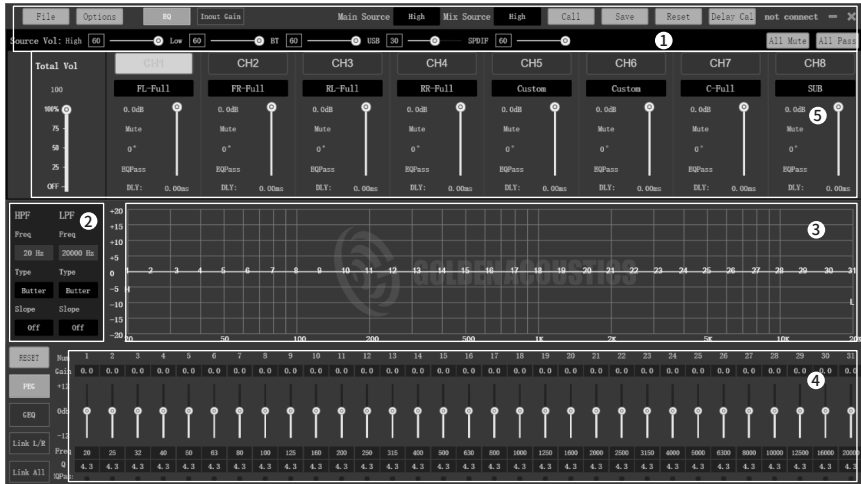 File Options EQ Inout Gain Main Source High Mix Source High Call Save Reset Delay Cal not connect
Source Vol: High 60 Low 60 BT 60 USB 30 SPDIF 60 ① All Mute All Pass
Total Vol CH1 CH2 CH3 CH4 CH5 CH6 CH7 CH8
100 FL-Full FR-Full RL-Full RR-Full Custom Custom C-Full SUB
100% 0.0dB 0.0dB 0.0dB 0.0dB 0.0dB 0.0dB 0.0dB 0.0dB ⑤
75 Mute Mute Mute Mute Mute Mute Mute Mute
50 0° 0° 0° 0° 0° 0° 0° 0°
25 EQPass EQPass EQPass EQPass EQPass EQPass EQPass EQPass
OFF DLY: 0.00ms DLY: 0.00ms DLY: 0.00ms DLY: 0.00ms DLY: 0.00ms DLY: 0.00ms DLY: 0.00ms DLY: 0.00ms
HPF LPF ②
Freq Freq
20 Hz 20000 Hz
Type Type
Butter Butter
Slope Slope
Off Off
③
+20
+15
+10
+5
0 1 2 3 4 5 6 7 8 9 10 11 12 13 14 15 16 17 18 19 20 21 22 23 24 25 26 27 28 29 30 31
GOLDENACOUSTICS
-5 H
-10 L
-15
-20 20 50 100 200 500 1K 2K 5K 10K 20
RESET Num 1 2 3 4 5 6 7 8 9 10 11 12 13 14 15 16 17 18 19 20 21 22 23 24 25 26 27 28 29 30 31
Gain 0.0 0.0 0.0 0.0 0.0 0.0 0.0 0.0 0.0 0.0 0.0 0.0 0.0 0.0 0.0 0.0 0.0 0.0 0.0 0.0 0.0 0.0 0.0 0.0 0.0 0.0 0.0 0.0 0.0 0.0 0.0
PEG +12 ④
GEQ 0dB
-12
Link L/R Freq 20 25 32 40 50 63 80 100 125 160 200 250 315 400 500 630 800 1000 1250 1600 2000 2500 3150 4000 5000 6300 8000 10000 12500 16000 20000
Q 4.3 4.3 4.3 4.3 4.3 4.3 4.3 4.3 4.3 4.3 4.3 4.3 4.3 4.3 4.3 4.3 4.3 4.3 4.3 4.3 4.3 4.3 4.3 4.3 4.3 4.3 4.3 4.3 4.3 4.3 4.3
Link All EQPass